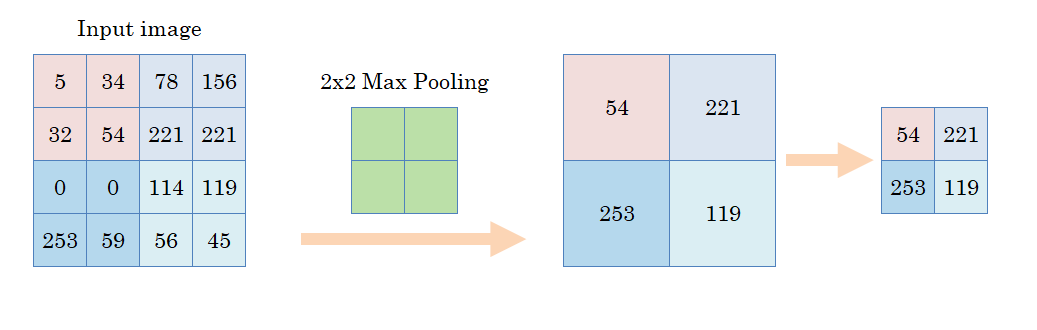 Input image
5 34 78 156
32 54 221 221
0 0 114 119
253 59 56 45
2x2 Max Pooling
54 221
253 119
54 221
253 119